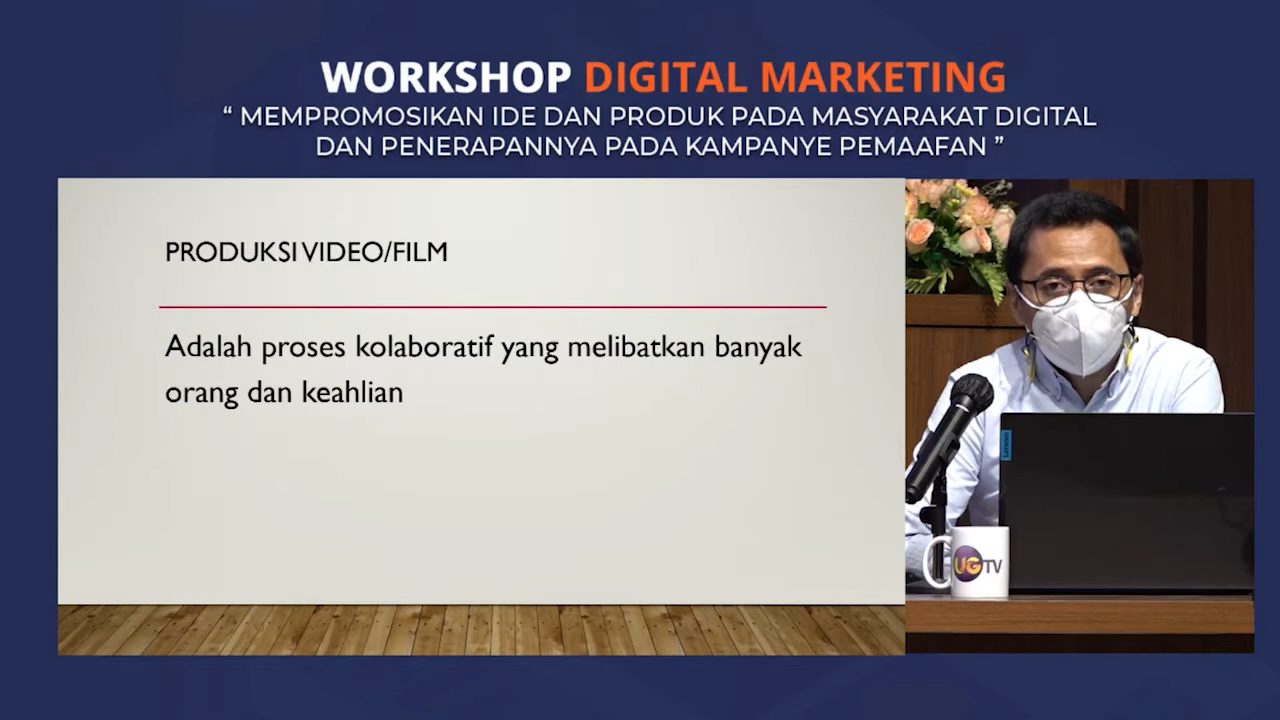 WORKSHOP DIGITAL MARKETING
“ MEMPROMOSIKAN IDE DAN PRODUK PADA MASYARAKAT DIGITAL
DAN PENERAPANNYA PADA KAMPANYE PEMAAFAN ”
PRODUKSI VIDEO/FILM
Adalah proses kolaboratif yang melibatkan banyak
orang dan keahlian
Lenovo
UGTV